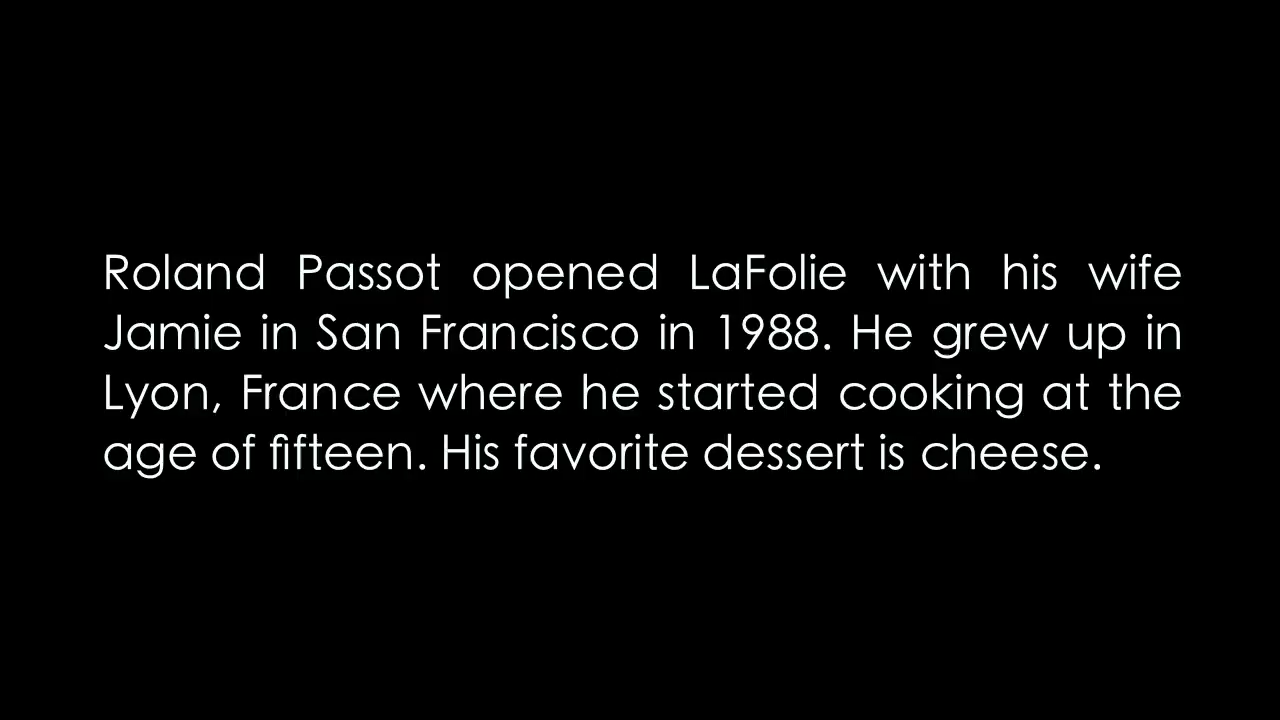 Roland Passot opened LaFolie with his wife
Jamie in San Francisco in 1988. He grew up in
Lyon, France where he started cooking at the
age of fifteen. His favorite dessert is cheese.